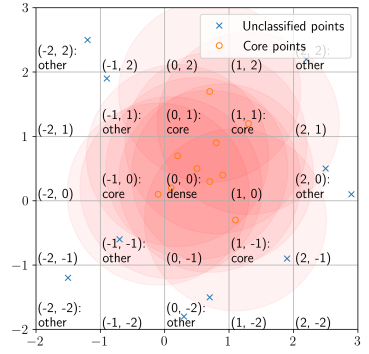 3
Unclassified points
Core points
(-2, 2):
other
(-1, 2)
(0, 2)
(1, 2)
(2, 2):
other
2
(-1, 1):
other
(0, 1):
core
(1, 1):
core
(-2, 1)
(2, 1)
1
(-1, 0):
core
(0, 0):
dense
(2, 0):
other
(-2, 0)
(1, 0)
0
(-1, -1):
other
(1, -1):
core
(-2, -1)
(0, -1)
(2, -1)
−1
(-2, -2):
other
(-1, -2)
(0, -2)
other
(1, -2)
(2, -2)
−2
−2
−1
0
1
2
3